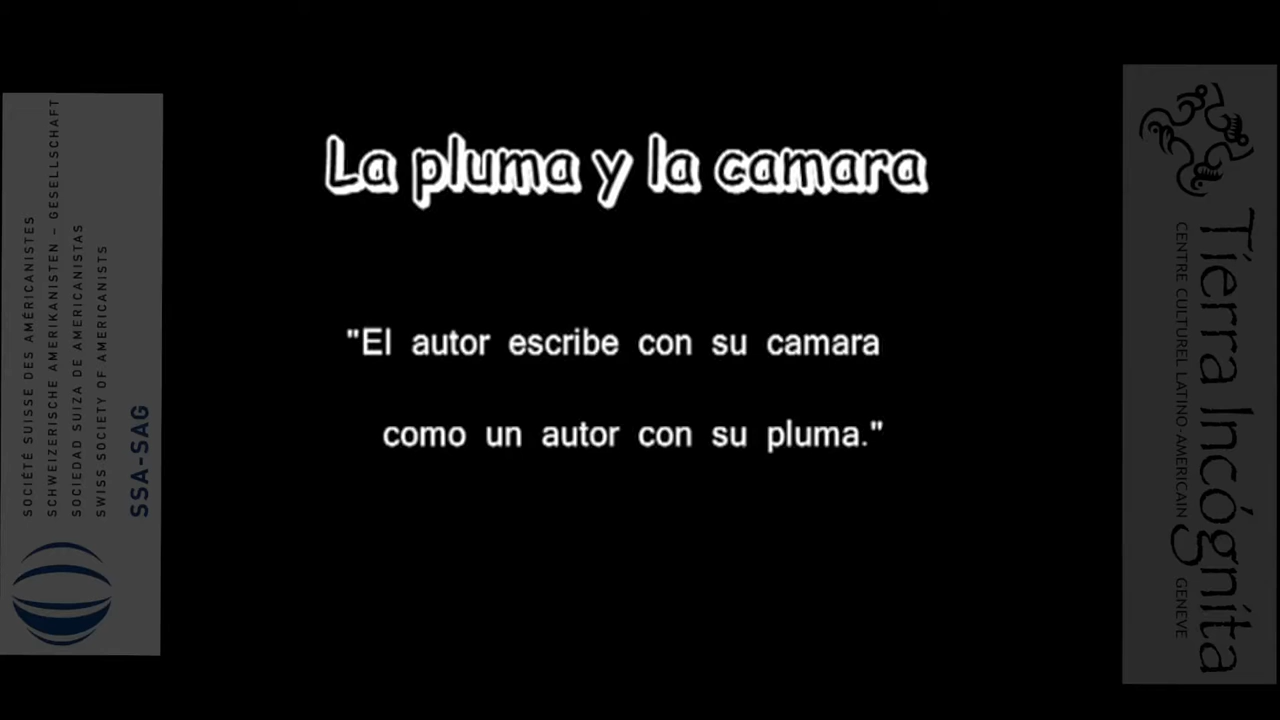 La pluma y la camara
"El autor escribe con su camara
como un autor con su pluma."
SOCIÉTÉ SUISSE DES AMÉRICANISTES
SCHWEIZERISCHE AMERIKANISTEN – GESELLSCHAFT
SOCIEDAD SUIZA DE AMERICANISTAS
SWISS SOCIETY OF AMERICANISTS
SSA-SAG
Tierra Incógnita
CENTRE CULTUREL LATINO-AMERICAIN GENEVE